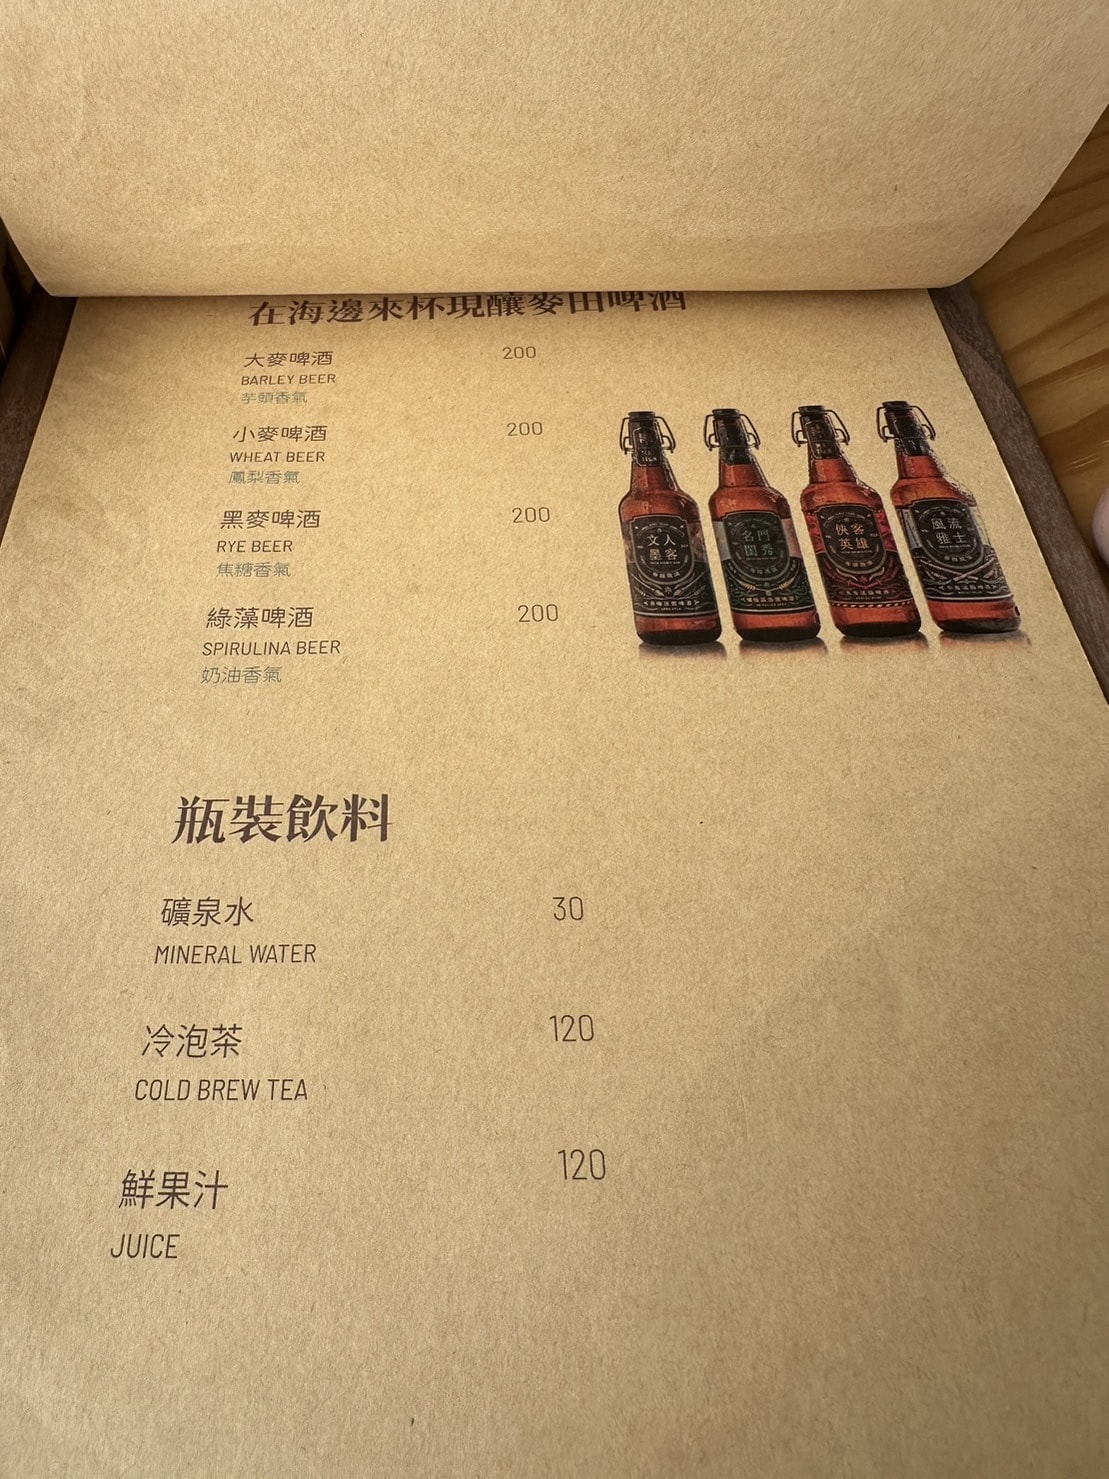 在海邊來杯現釀麥田啤酒
大麥啤酒 200
BARLEY BEER
芋頭香氣
小麥啤酒 200
WHEAT BEER
鳳梨香氣
黑麥啤酒 200
RYE BEER
焦糖香氣
綠藻啤酒 200
SPIRULINA BEER
奶油香氣
文人
墨客
名門
閨秀
俠客
英雄
風流
雅士
瓶裝飲料
礦泉水 30
MINERAL WATER
冷泡茶 120
COLD BREW TEA
鮮果汁 120
JUICE